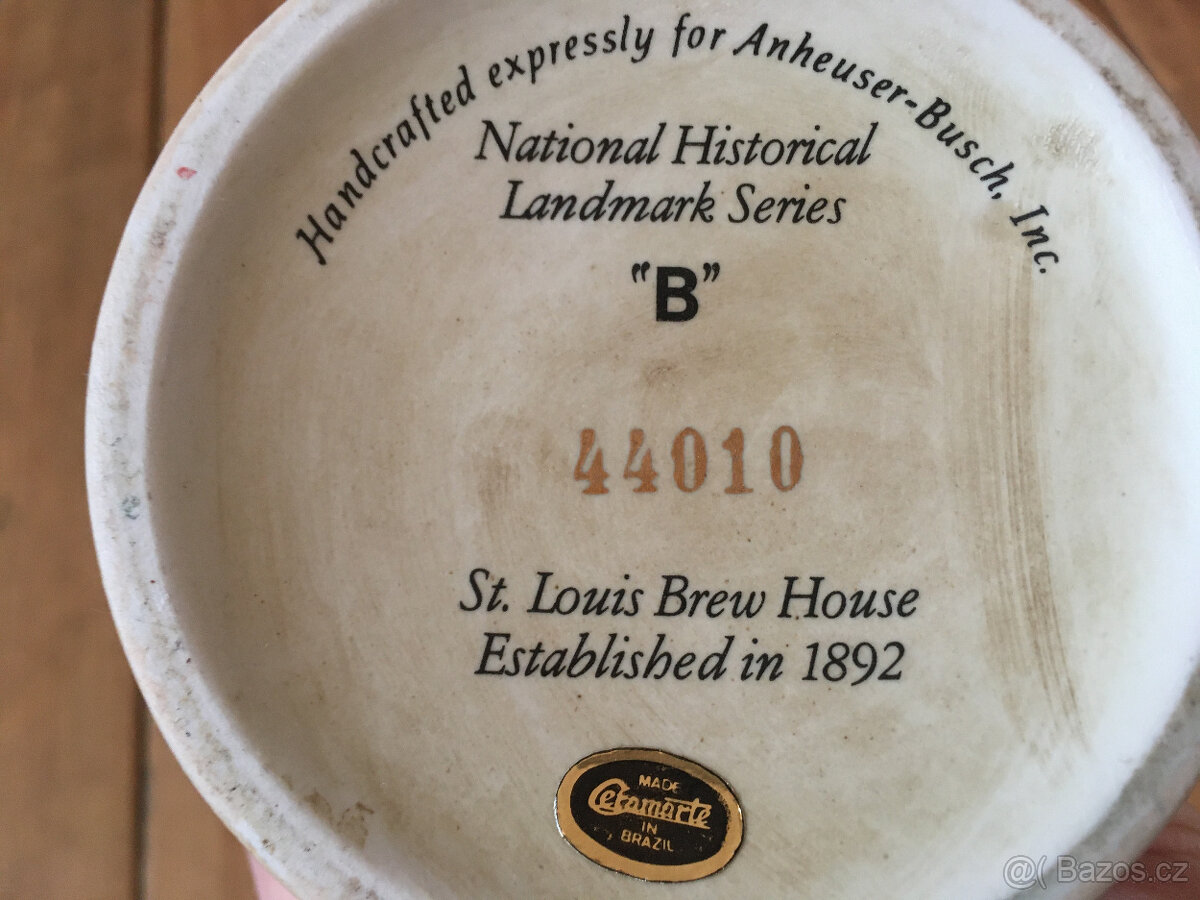 Handcrafted expressly for Anheuser-Busch, Inc.
National Historical
Landmark Series
"B"
44010
St. Louis Brew House
Established in 1892
MADE
Ceramarte
IN
BRAZIL
@( Bazos.cz